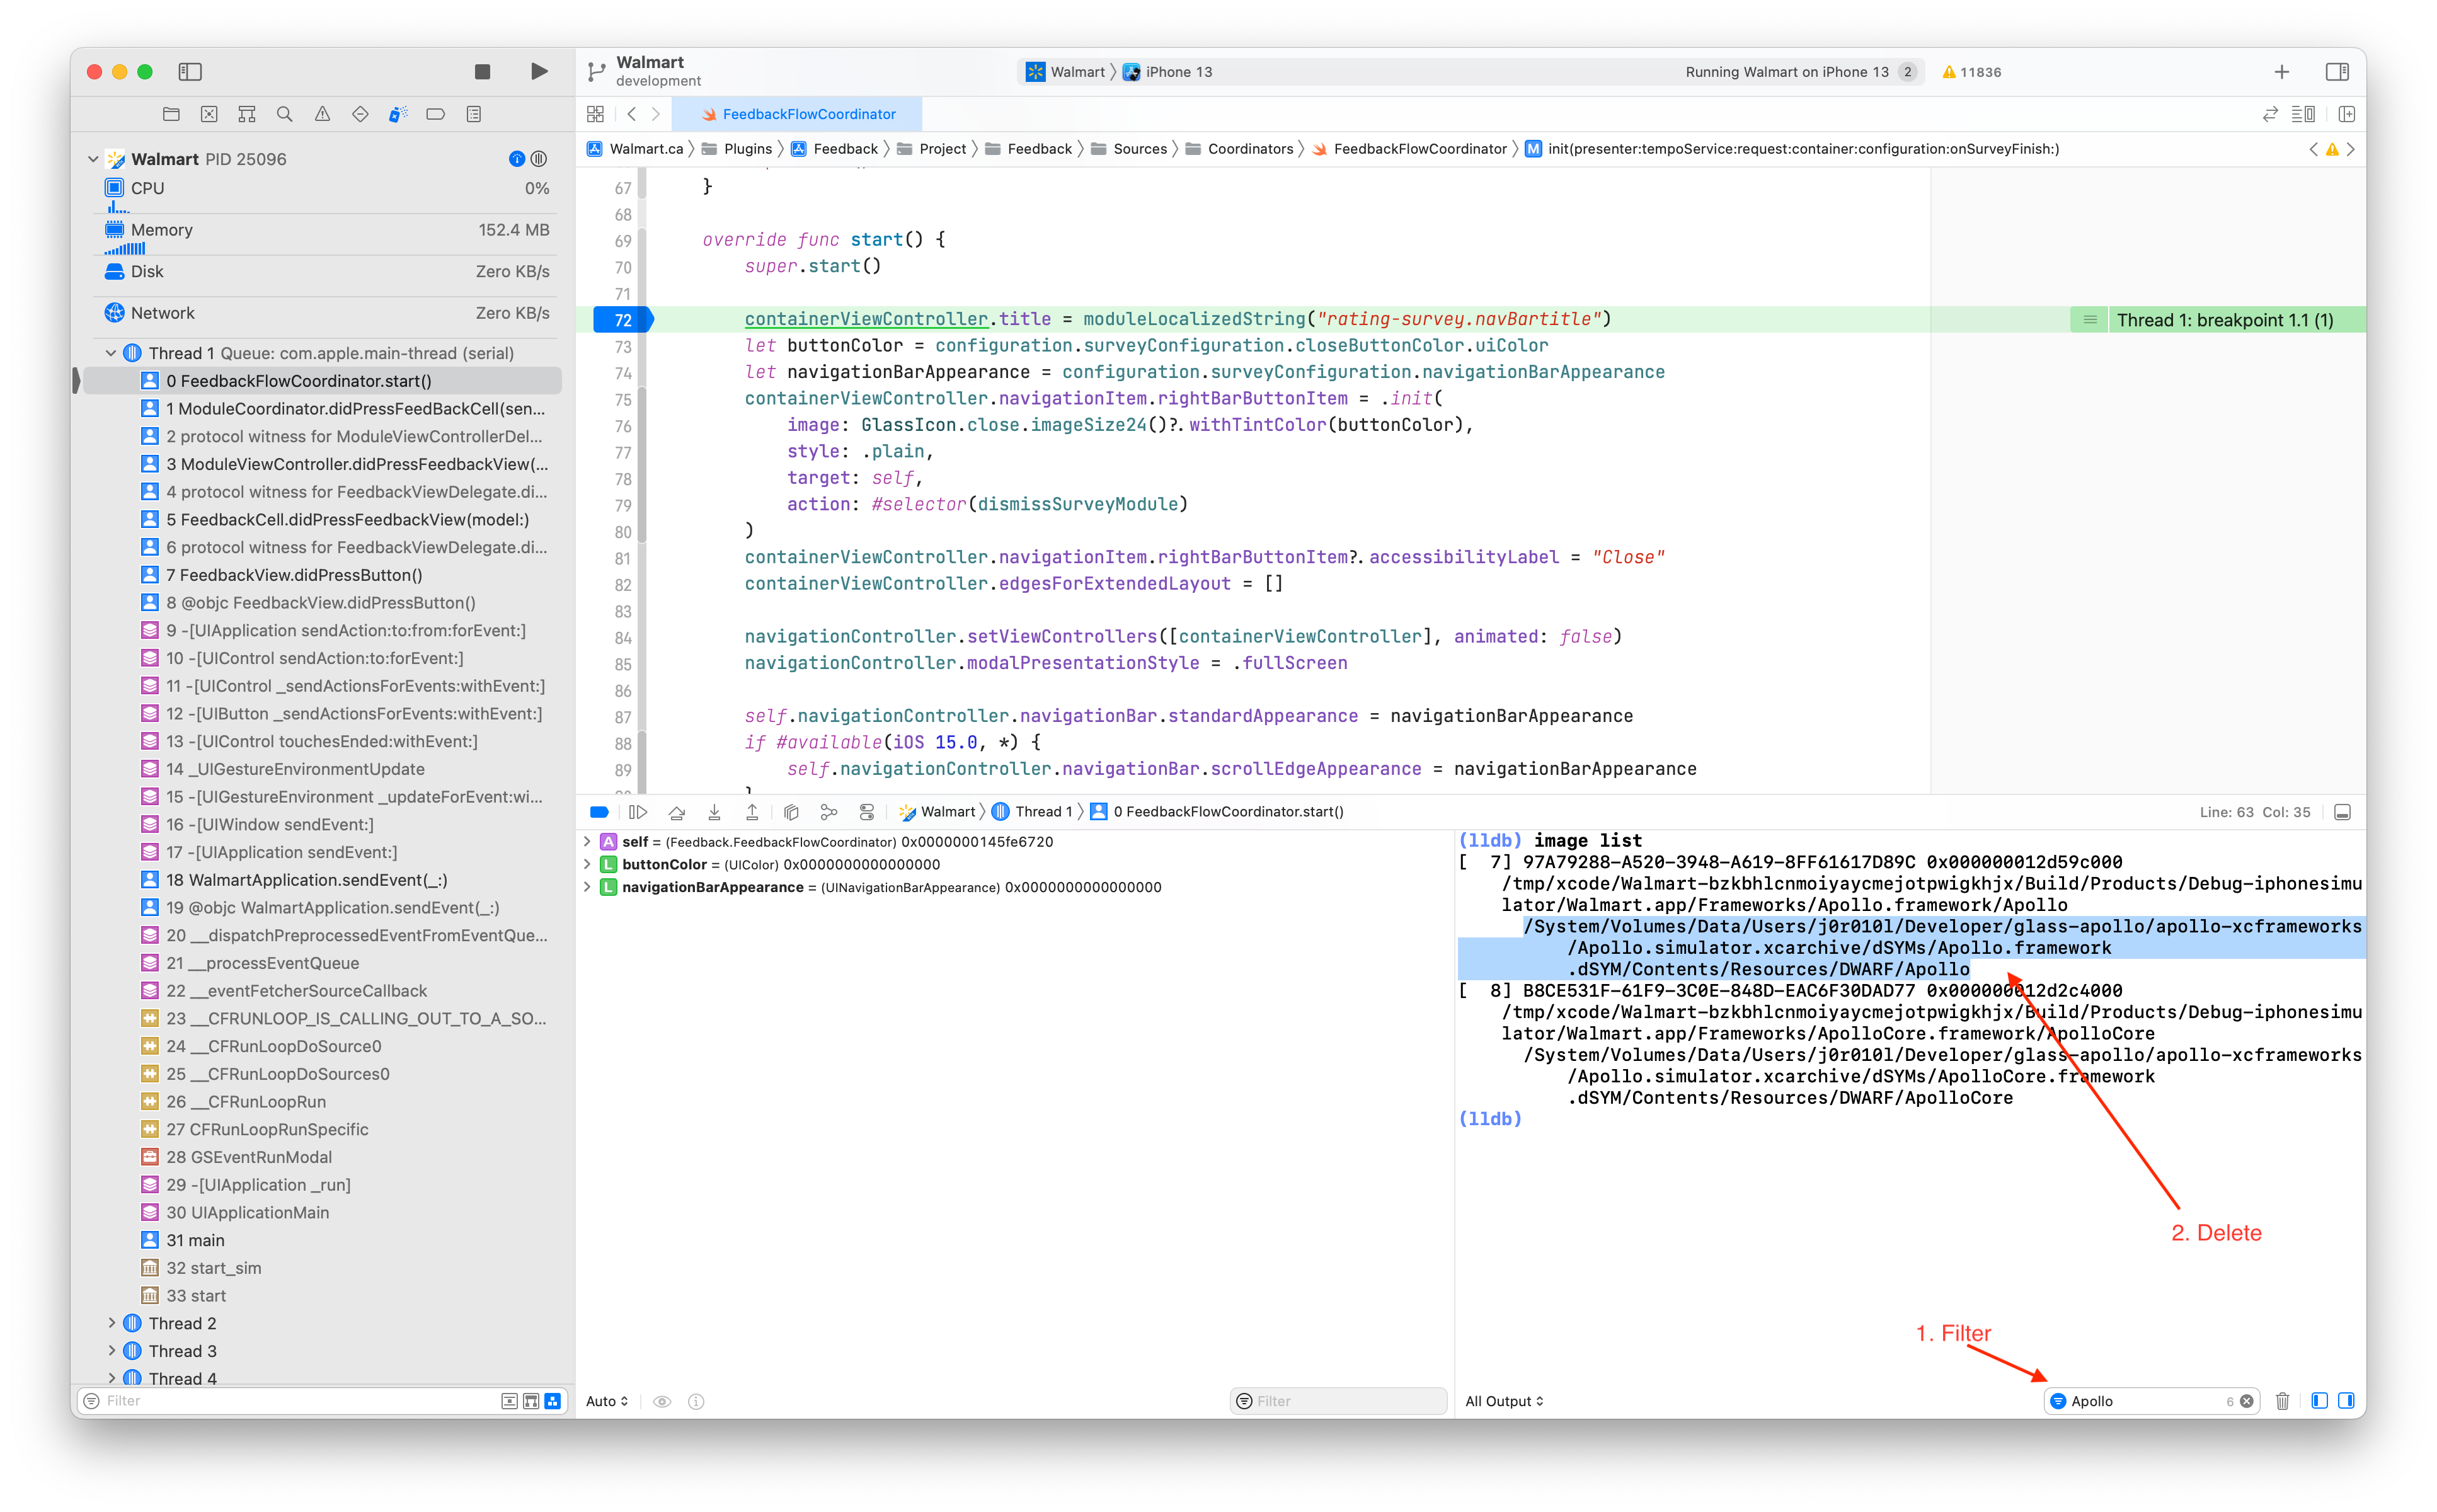 Walmart
development
Walmart 〉 iPhone 13
Running Walmart on iPhone 13 2
11836
FeedbackFlowCoordinator
Walmart.ca 〉 Plugins 〉 Feedback 〉 Project 〉 Feedback 〉 Sources 〉 Coordinators 〉 FeedbackFlowCoordinator 〉 M init(presenter:tempoService:request:container:configuration:onSurveyFinish:)
Walmart PID 25096
CPU 0%
Memory 152.4 MB
Disk Zero KB/s
Network Zero KB/s
Thread 1 Queue: com.apple.main-thread (serial)
0 FeedbackFlowCoordinator.start()
1 ModuleCoordinator.didPressFeedBackCell(sen...
2 protocol witness for ModuleViewControllerDel...
3 ModuleViewController.didPressFeedbackView(...
4 protocol witness for FeedbackViewDelegate.di...
5 FeedbackCell.didPressFeedbackView(model:)
6 protocol witness for FeedbackViewDelegate.di...
7 FeedbackView.didPressButton()
8 @objc FeedbackView.didPressButton()
9 -[UIApplication sendAction:to:from:forEvent:]
10 -[UIControl sendAction:to:forEvent:]
11 -[UIControl _sendActionsForEvents:withEvent:]
12 -[UIButton _sendActionsForEvents:withEvent:]
13 -[UIControl touchesEnded:withEvent:]
14 _UIGestureEnvironmentUpdate
15 -[UIGestureEnvironment _updateForEvent:wi...
16 -[UIWindow sendEvent:]
17 -[UIApplication sendEvent:]
18 WalmartApplication.sendEvent(_:)
19 @objc WalmartApplication.sendEvent(_:)
20 __dispatchPreprocessedEventFromEventQue...
21 __processEventQueue
22 __eventFetcherSourceCallback
23 __CFRUNLOOP_IS_CALLING_OUT_TO_A_SO...
24 __CFRunLoopDoSource0
25 __CFRunLoopDoSources0
26 __CFRunLoopRun
27 CFRunLoopRunSpecific
28 GSEventRunModal
29 -[UIApplication _run]
30 UIApplicationMain
31 main
32 start_sim
33 start
Thread 2
Thread 3
Thread 4
Filter
67 }
68
69 override func start() {
70 super.start()
71
72 containerViewController.title = moduleLocalizedString("rating-survey.navBartitle")
Thread 1: breakpoint 1.1 (1)
73 let buttonColor = configuration.surveyConfiguration.closeButtonColor.uiColor
74 let navigationBarAppearance = configuration.surveyConfiguration.navigationBarAppearance
75 containerViewController.navigationItem.rightBarButtonItem = .init(
76 image: GlassIcon.close.imageSize24()?.withTintColor(buttonColor),
77 style: .plain,
78 target: self,
79 action: #selector(dismissSurveyModule)
80 )
81 containerViewController.navigationItem.rightBarButtonItem?.accessibilityLabel = "Close"
82 containerViewController.edgesForExtendedLayout = []
83
84 navigationController.setViewControllers([containerViewController], animated: false)
85 navigationController.modalPresentationStyle = .fullScreen
86
87 self.navigationController.navigationBar.standardAppearance = navigationBarAppearance
88 if #available(iOS 15.0, *) {
89 self.navigationController.navigationBar.scrollEdgeAppearance = navigationBarAppearance
Walmart 〉 Thread 1 〉 0 FeedbackFlowCoordinator.start()
Line: 63 Col: 35
A self = (Feedback.FeedbackFlowCoordinator) 0x0000000145fe6720
L buttonColor = (UIColor) 0x0000000000000000
L navigationBarAppearance = (UINavigationBarAppearance) 0x0000000000000000
Auto
Filter
(lldb) image list
[ 7] 97A79288-A520-3948-A619-8FF61617D89C 0x000000012d59c000
/tmp/xcode/Walmart-bzkbhlcnmoiyaycmejotpwigkhjx/Build/Products/Debug-iphonesimu
lator/Walmart.app/Frameworks/Apollo.framework/Apollo
/System/Volumes/Data/Users/j0r010l/Developer/glass-apollo/apollo-xcframeworks
/Apollo.simulator.xcarchive/dSYMs/Apollo.framework
.dSYM/Contents/Resources/DWARF/Apollo
[ 8] B8CE531F-61F9-3C0E-848D-EAC6F30DAD77 0x000000012d2c4000
/tmp/xcode/Walmart-bzkbhlcnmoiyaycmejotpwigkhjx/Build/Products/Debug-iphonesimu
lator/Walmart.app/Frameworks/ApolloCore.framework/ApolloCore
/System/Volumes/Data/Users/j0r010l/Developer/glass-apollo/apollo-xcframeworks
/Apollo.simulator.xcarchive/dSYMs/ApolloCore.framework
.dSYM/Contents/Resources/DWARF/ApolloCore
(lldb)
2. Delete
1. Filter
All Output
Apollo 6